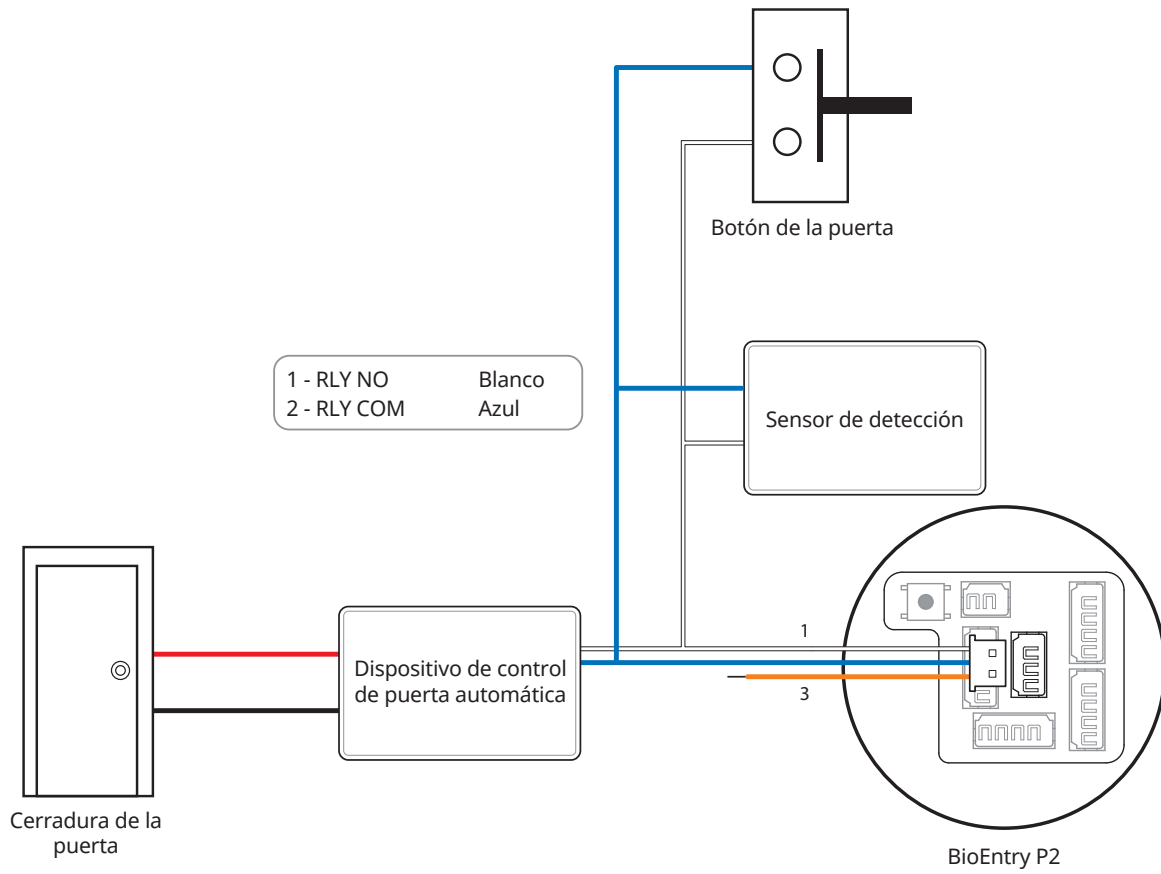 Botón de la puerta
1 - RLY NO Blanco
2 - RLY COM Azul
Sensor de detección
1
Dispositivo de control
de puerta automática
3
Cerradura de la
puerta
BioEntry P2